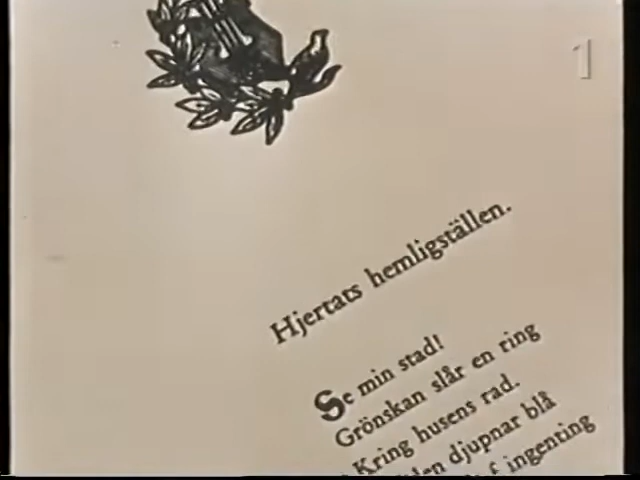 1
Hjertats hemligställen.
Se min stad!
Grönskan slår en ring
Kring husens rad.
djupnar blå
ingenting